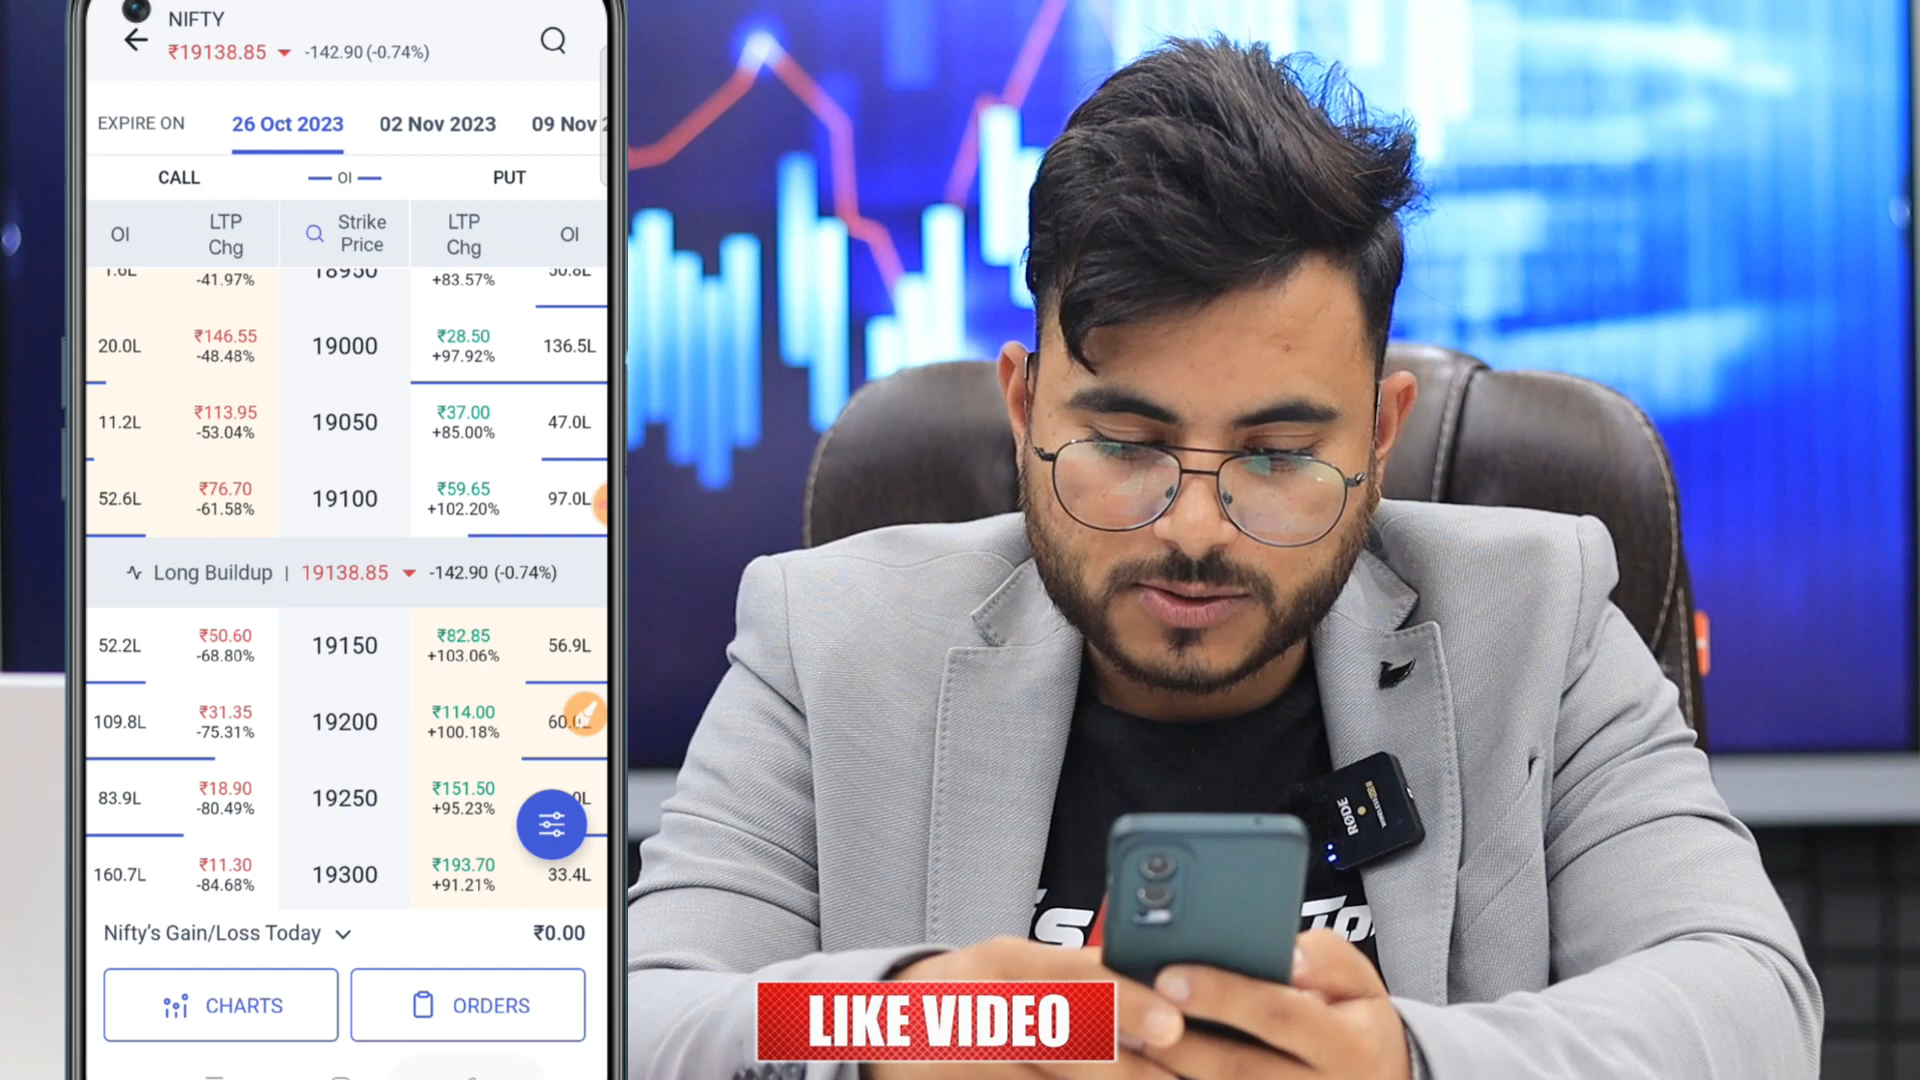 NIFTY
₹19138.85 -142.90 (-0.74%)
EXPIRE ON 26 Oct 2023 02 Nov 2023 09 Nov
CALL OI PUT
OI LTP Chg Strike Price LTP Chg OI
-41.97% 18950 +83.57%
20.0L ₹146.55 -48.48% 19000 ₹28.50 +97.92% 136.5L
11.2L ₹113.95 -53.04% 19050 ₹37.00 +85.00% 47.0L
52.6L ₹76.70 -61.58% 19100 ₹59.65 +102.20% 97.0L
Long Buildup | 19138.85 -142.90 (-0.74%)
52.2L ₹50.60 -68.80% 19150 ₹82.85 +103.06% 56.9L
109.8L ₹31.35 -75.31% 19200 ₹114.00 +100.18%
83.9L ₹18.90 -80.49% 19250 ₹151.50 +95.23%
160.7L ₹11.30 -84.68% 19300 ₹193.70 +91.21% 33.4L
Nifty's Gain/Loss Today ₹0.00
CHARTS ORDERS
RØDE
LIKE VIDEO